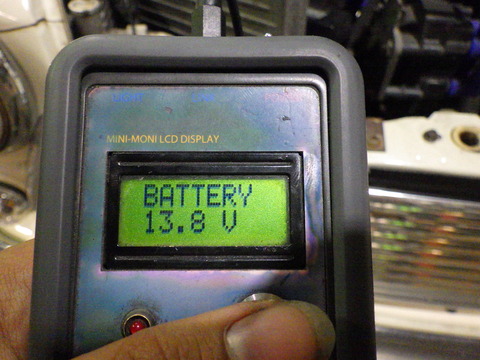 MINI-MONI LCD DISPLAY
BATTERY
13.8 V